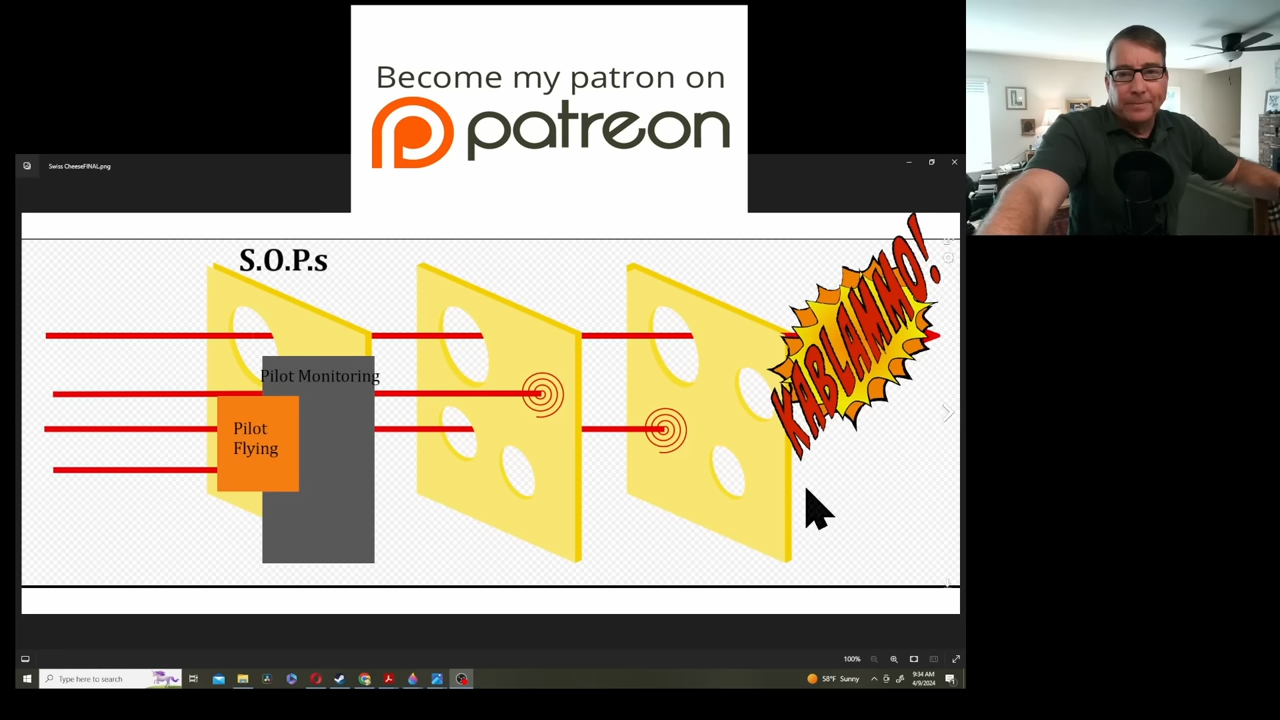 Become my patron on
patreon
Swiss CheeseFINAL.png
S.O.P.s
KABLAMMO!
Pilot Monitoring
Pilot
Flying
100%
Type here to search
58°F Sunny
9:34 AM
4/9/2024